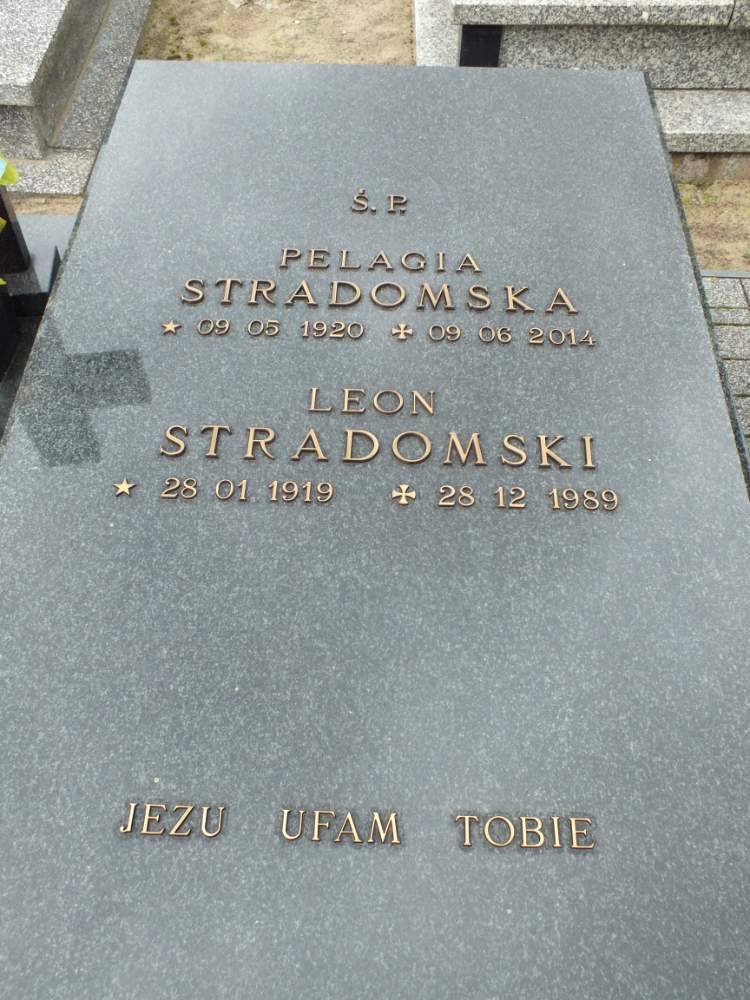 Ś. P.
PELAGIA
STRADOMSKA
★ 09 05 1920 ✠ 09 06 2014
LEON
STRADOMSKI
★ 28 01 1919 ✠ 28 12 1989
JEZU UFAM TOBIE